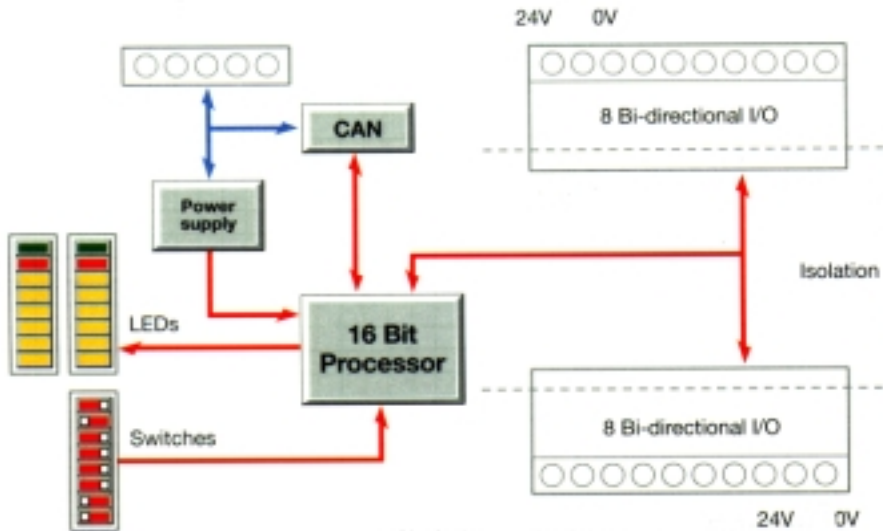 24V 0V
CAN
8 Bi-directional I/O
Power
supply
Isolation
LEDs
16 Bit
Processor
Switches
8 Bi-directional I/O
24V 0V